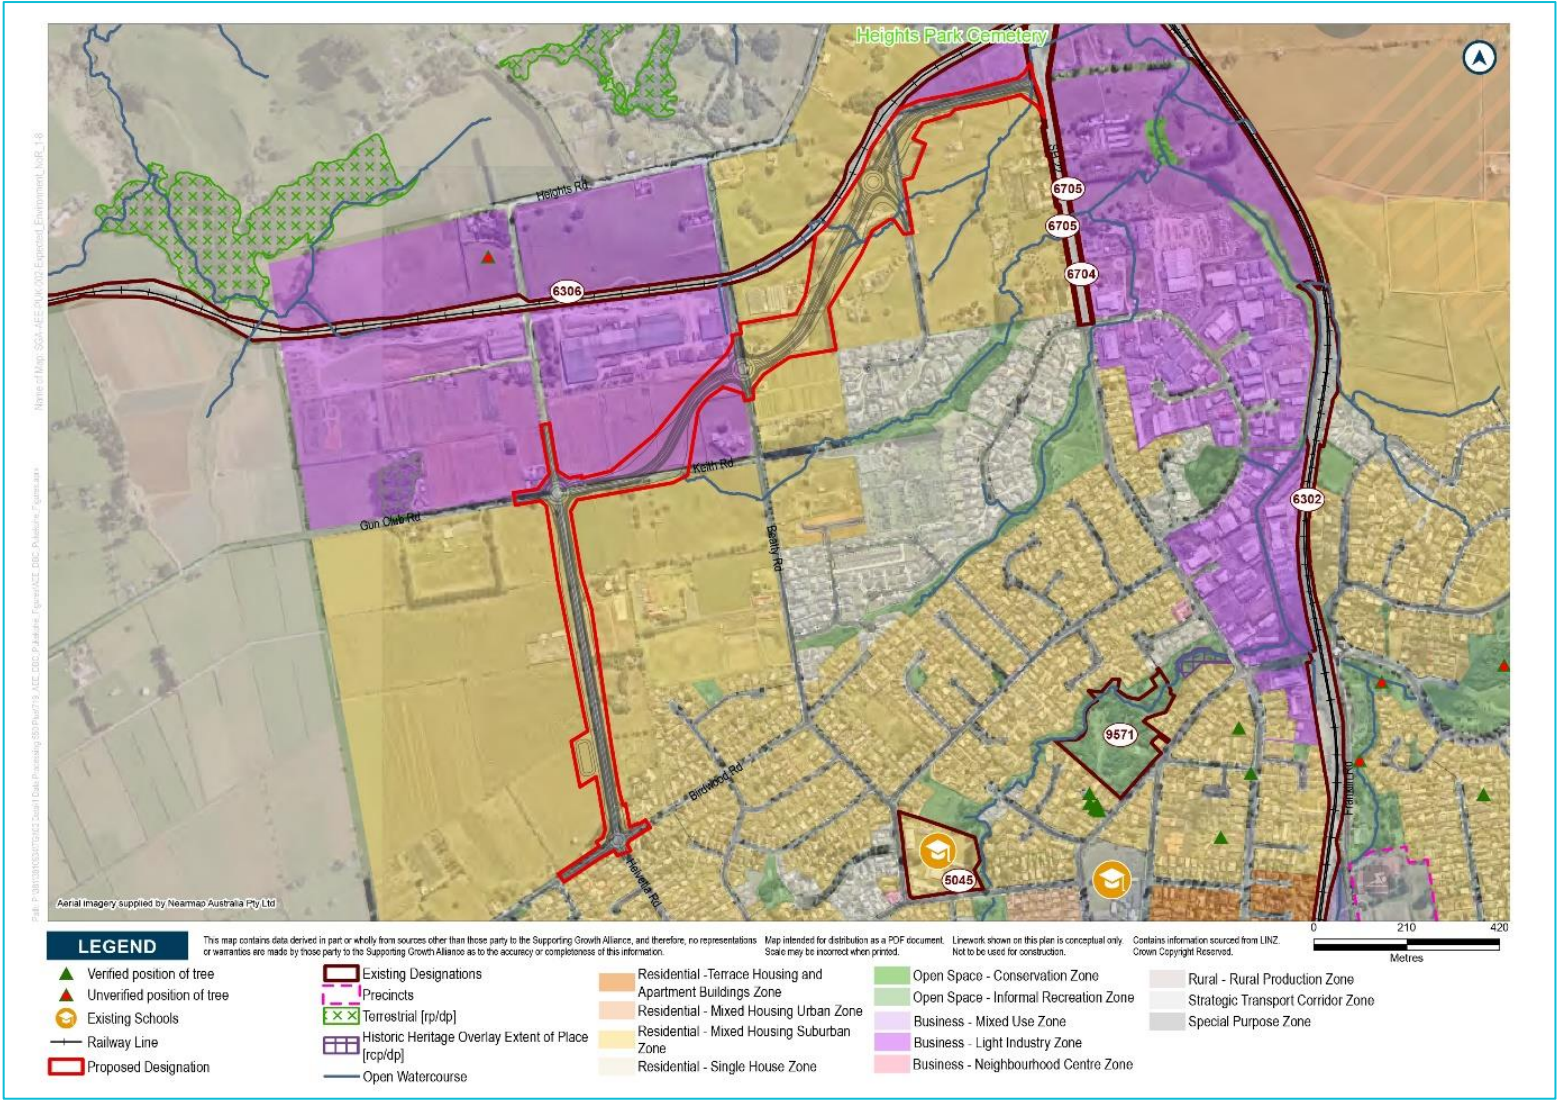 Heights Park Cemetery
Heights Rd
6705
6705
6704
6306
Keith Rd
Gun Club Rd
Beatty Rd
6302
9571
Birdwood Rd
Franklin Rd
5045
Helvetia Rd
Aerial imagery supplied by Nearmap Australia Pty Ltd
LEGEND
This map contains data derived in part or wholly from sources other than those party to the Supporting Growth Alliance, and therefore, no representations
or warranties are made by those party to the Supporting Growth Alliance as to the accuracy or completeness of this information.
Map intended for distribution as a PDF document.
Scale may be incorrect when printed.
Linework shown on this plan is conceptual only.
Not to be used for construction.
Contains information sourced from LINZ.
Crown Copyright Reserved.
0 210 420
Metres
Verified position of tree
Unverified position of tree
Existing Schools
Railway Line
Proposed Designation
Existing Designations
Precincts
Terrestrial [rp/dp]
Historic Heritage Overlay Extent of Place
[rcp/dp]
Open Watercourse
Residential -Terrace Housing and
Apartment Buildings Zone
Residential - Mixed Housing Urban Zone
Residential - Mixed Housing Suburban
Zone
Residential - Single House Zone
Open Space - Conservation Zone
Open Space - Informal Recreation Zone
Business - Mixed Use Zone
Business - Light Industry Zone
Business - Neighbourhood Centre Zone
Rural - Rural Production Zone
Strategic Transport Corridor Zone
Special Purpose Zone